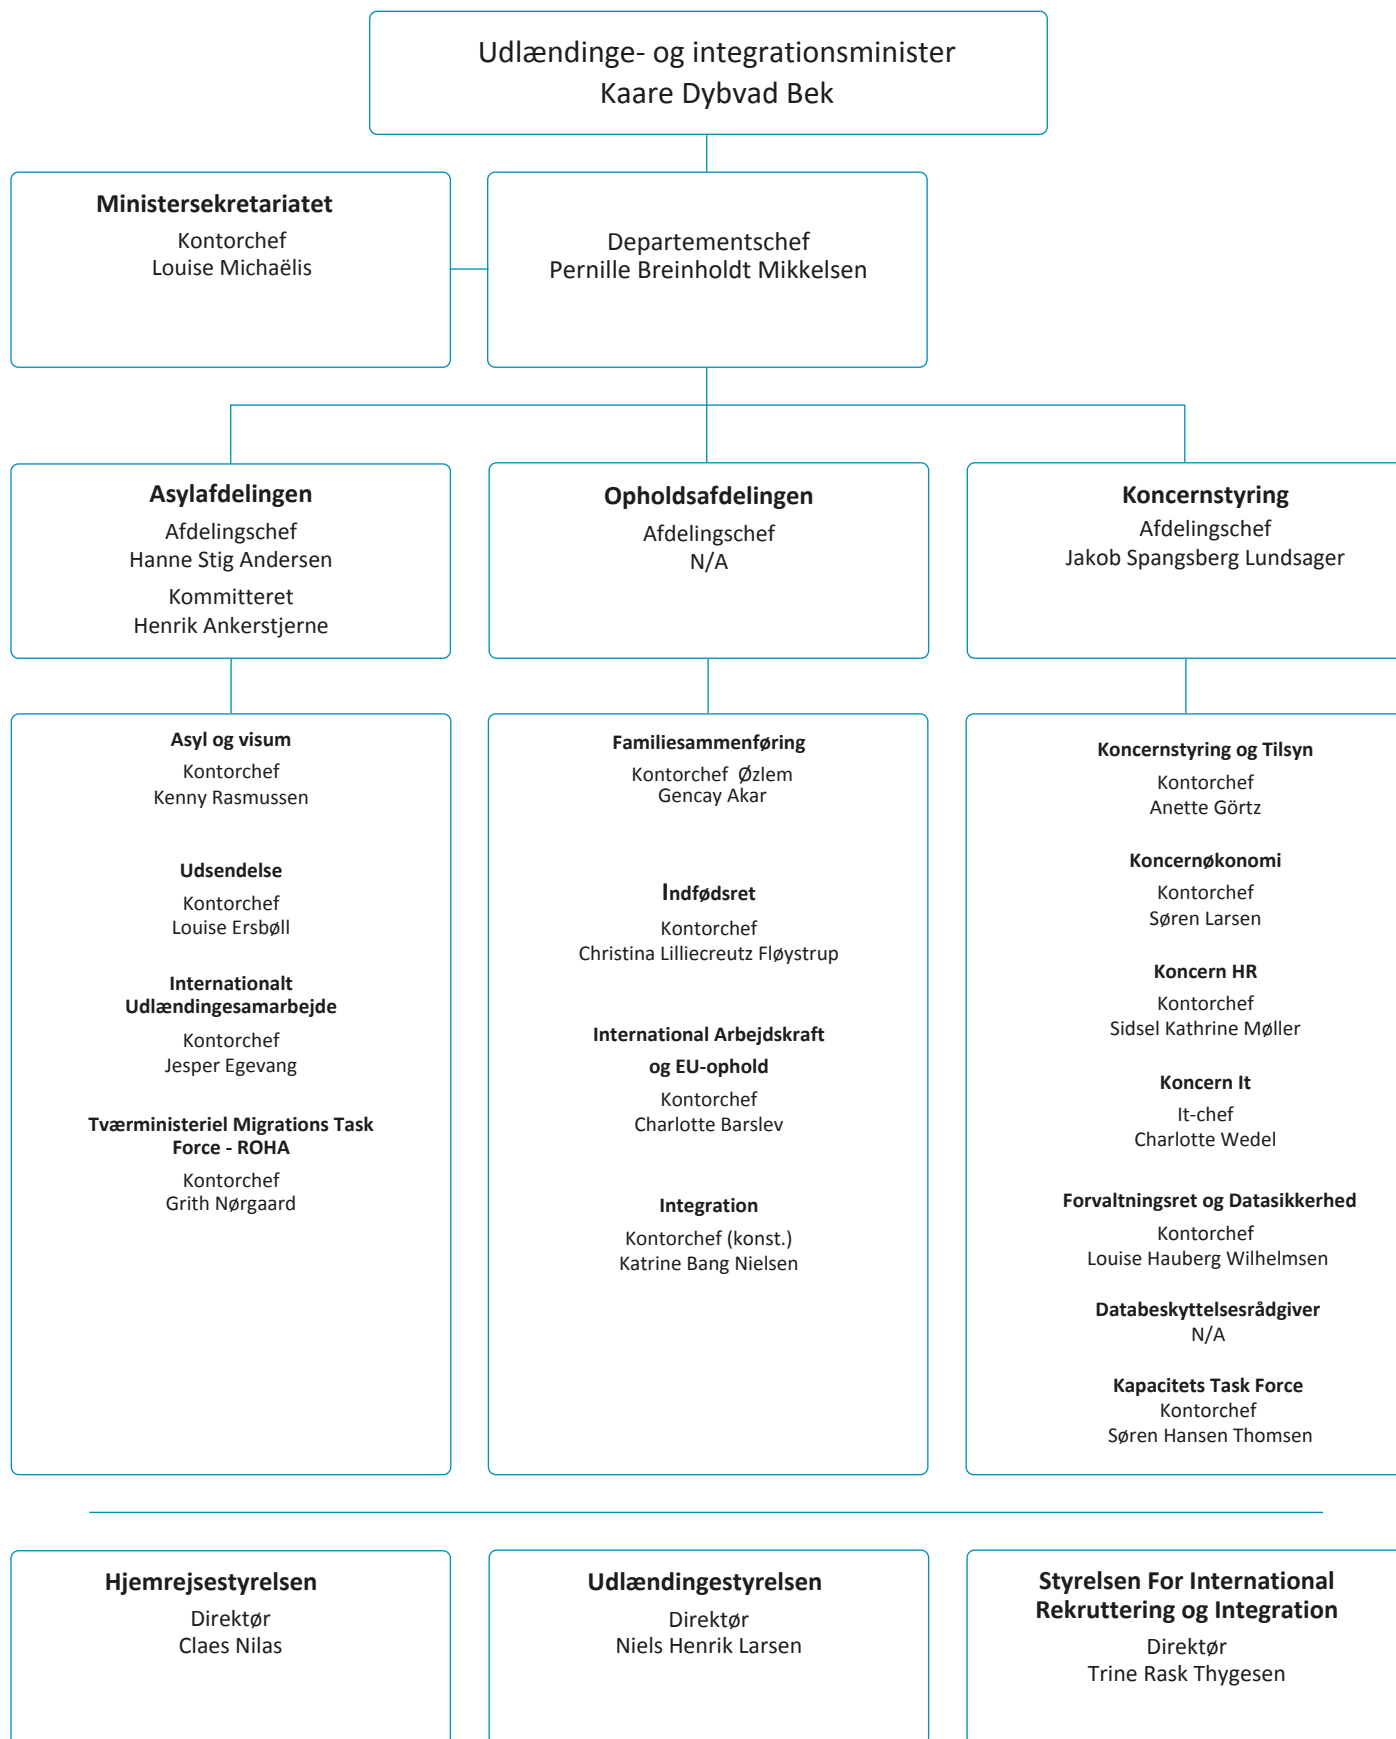 Udlændinge- og integrationsminister
Kaare Dybvad Bek
Ministersekretariatet
Kontorchef
Louise Michaëlis
Departementschef
Pernille Breinholdt Mikkelsen
Asylafdelingen
Afdelingschef
Hanne Stig Andersen
Kommitteret
Henrik Ankerstjerne
Opholdsafdelingen
Afdelingschef
N/A
Koncernstyring
Afdelingschef
Jakob Spangsberg Lundsager
Asyl og visum
Kontorchef
Kenny Rasmussen
Udsendelse
Kontorchef
Louise Ersbøll
Internationalt
Udlændingesamarbejde
Kontorchef
Jesper Egevang
Tværministeriel Migrations Task
Force - ROHA
Kontorchef
Grith Nørgaard
Familiesammenføring
Kontorchef Øzlem
Gencay Akar
Indfødsret
Kontorchef
Christina Lilliecreutz Fløystrup
International Arbejdskraft
og EU-ophold
Kontorchef
Charlotte Barslev
Integration
Kontorchef (konst.)
Katrine Bang Nielsen
Koncernstyring og Tilsyn
Kontorchef
Anette Görtz
Koncernøkonomi
Kontorchef
Søren Larsen
Koncern HR
Kontorchef
Sidsel Kathrine Møller
Koncern It
It-chef
Charlotte Wedel
Forvaltningsret og Datasikkerhed
Kontorchef
Louise Hauberg Wilhelmsen
Databeskyttelsesrådgiver
N/A
Kapacitets Task Force
Kontorchef
Søren Hansen Thomsen
Hjemrejsestyrelsen
Direktør
Claes Nilas
Udlændingestyrelsen
Direktør
Niels Henrik Larsen
Styrelsen For International
Rekruttering og Integration
Direktør
Trine Rask Thygesen